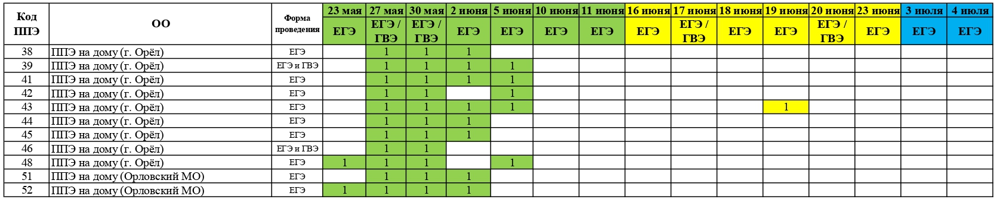 Код ППЭ ОО Форма проведения 23 мая 27 мая 30 мая 2 июня 5 июня 10 июня 11 июня 16 июня 17 июня 18 июня 19 июня 20 июня 23 июня 3 июля 4 июля
ЕГЭ ЕГЭ / ГВЭ ЕГЭ / ГВЭ ЕГЭ ЕГЭ ЕГЭ ЕГЭ ЕГЭ ЕГЭ / ГВЭ ЕГЭ ЕГЭ ЕГЭ / ГВЭ ЕГЭ ЕГЭ ЕГЭ
38 ППЭ на дому (г. Орёл) ЕГЭ 1 1 1
39 ППЭ на дому (г. Орёл) ЕГЭ и ГВЭ 1 1 1 1
41 ППЭ на дому (г. Орёл) ЕГЭ 1 1 1 1
42 ППЭ на дому (г. Орёл) ЕГЭ 1 1 1
43 ППЭ на дому (г. Орёл) ЕГЭ 1 1 1 1 1
44 ППЭ на дому (г. Орёл) ЕГЭ 1 1 1
45 ППЭ на дому (г. Орёл) ЕГЭ 1 1 1
46 ППЭ на дому (г. Орёл) ЕГЭ и ГВЭ 1 1
48 ППЭ на дому (г. Орёл) ЕГЭ 1 1 1 1
51 ППЭ на дому (Орловский МО) ЕГЭ 1 1 1
52 ППЭ на дому (Орловский МО) ЕГЭ 1 1 1 1